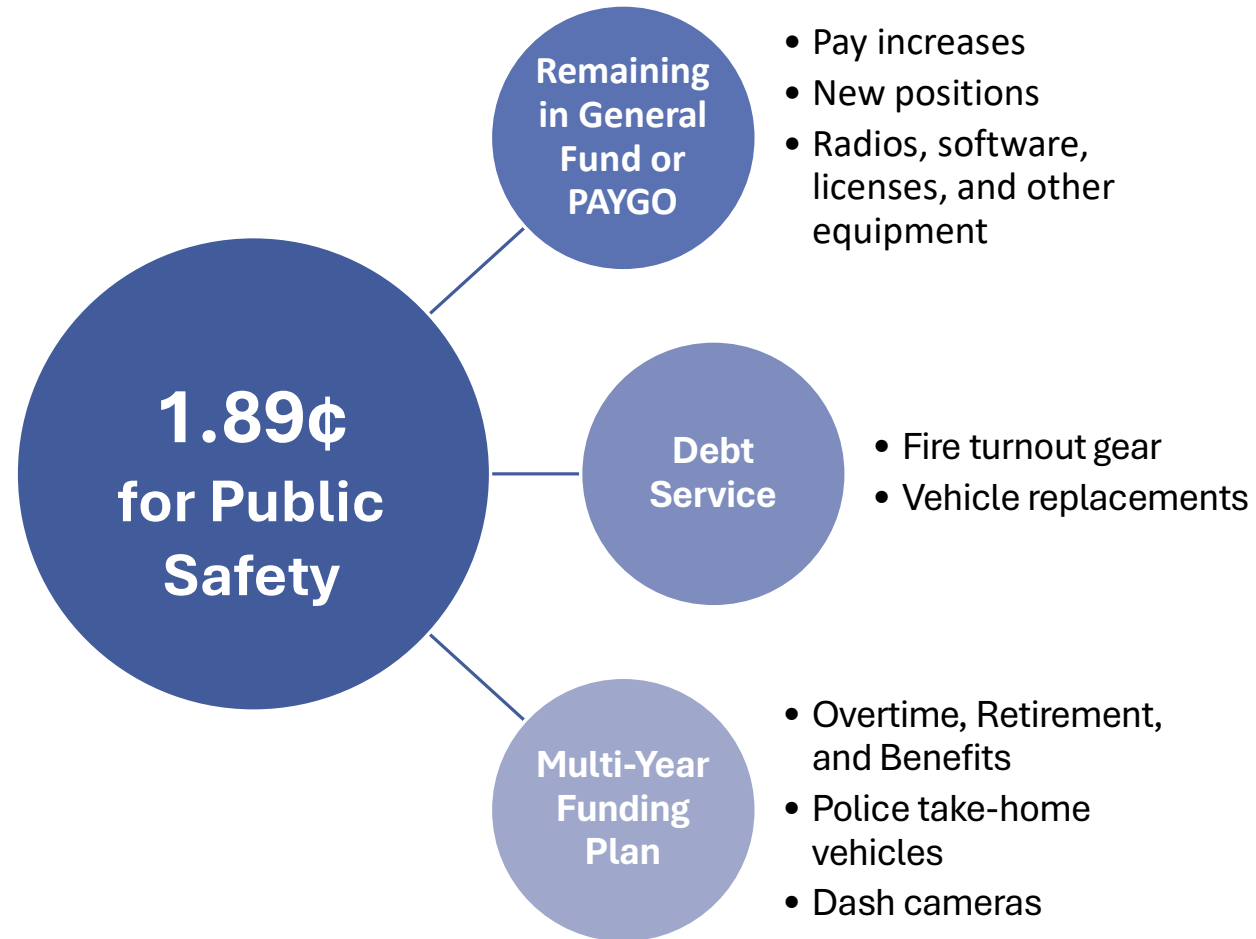 1.89¢
for Public
Safety
Remaining
in General
Fund or
PAYGO
• Pay increases
• New positions
• Radios, software,
licenses, and other
equipment
Debt
Service
• Fire turnout gear
• Vehicle replacements
Multi-Year
Funding
Plan
• Overtime, Retirement,
and Benefits
• Police take-home
vehicles
• Dash cameras